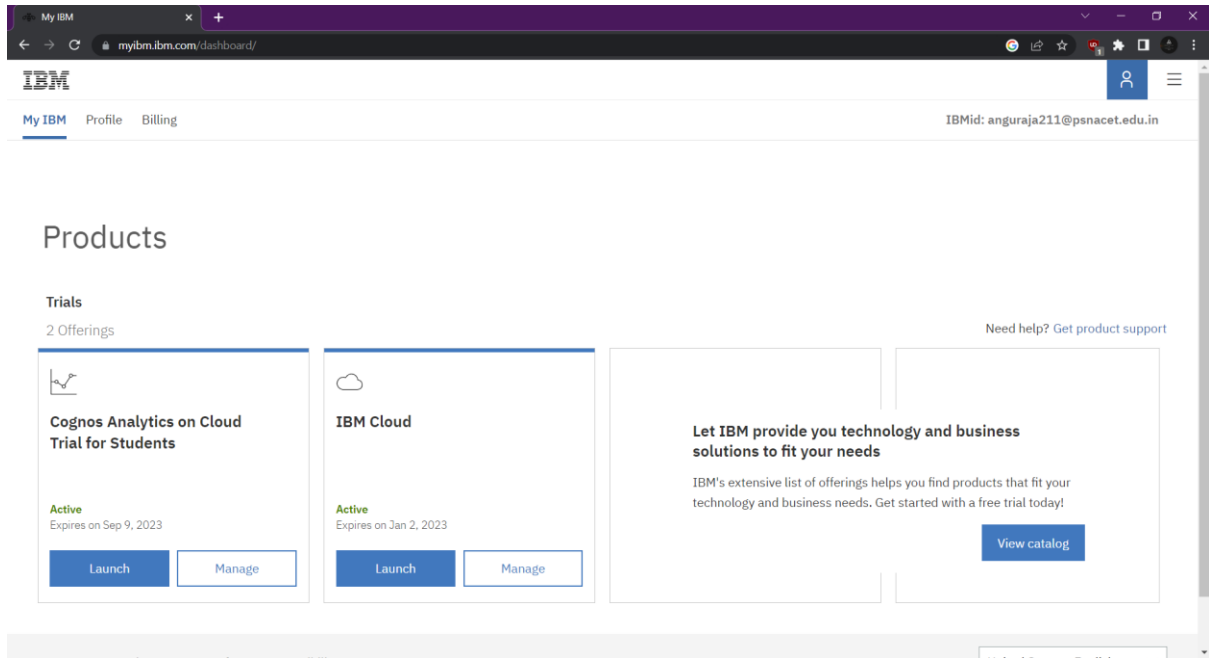 My IBM
myibm.ibm.com/dashboard/
1
IBM
My IBM Profile Billing
IBMid: anguraja211@psnacet.edu.in
Products
Trials
2 Offerings
Need help? Get product support
Cognos Analytics on Cloud
Trial for Students
Active
Expires on Sep 9, 2023
Launch Manage
IBM Cloud
Active
Expires on Jan 2, 2023
Launch Manage
Let IBM provide you technology and business
solutions to fit your needs
IBM's extensive list of offerings helps you find products that fit your
technology and business needs. Get started with a free trial today!
View catalog